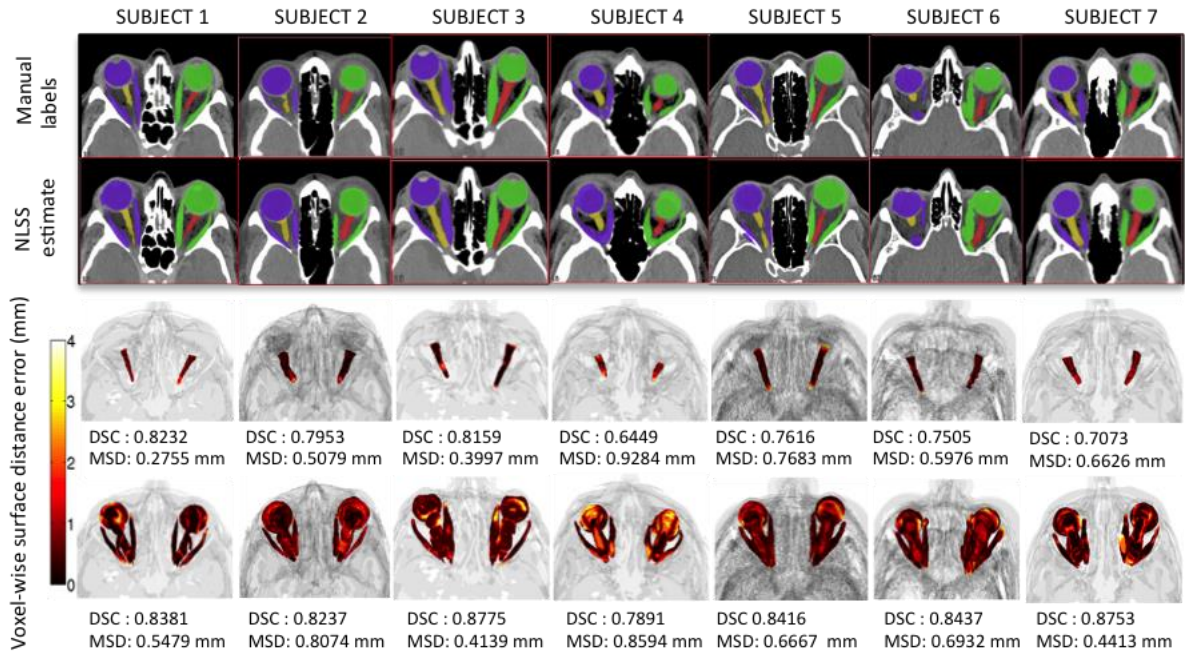 SUBJECT 1 SUBJECT 2 SUBJECT 3 SUBJECT 4 SUBJECT 5 SUBJECT 6 SUBJECT 7
Manual
labels
NLSS
estimate
Voxel-wise surface distance error (mm)
4
3
2
1
0
DSC : 0.8232 DSC: 0.7953 DSC: 0.8159 DSC: 0.6449 DSC: 0.7616 DSC: 0.7505 DSC: 0.7073
MSD: 0.2755 mm MSD: 0.5079 mm MSD: 0.3997 mm MSD: 0.9284 mm MSD: 0.7683 mm MSD: 0.5976 mm MSD: 0.6626 mm
DSC : 0.8381 DSC : 0.8237 DSC: 0.8775 DSC : 0.7891 DSC: 0.8416 DSC : 0.8437 DSC : 0.8753
MSD: 0.5479 mm MSD: 0.8074 mm MSD: 0.4139 mm MSD: 0.8594 mm MSD: 0.6667 mm MSD: 0.6932 mm MSD: 0.4413 mm